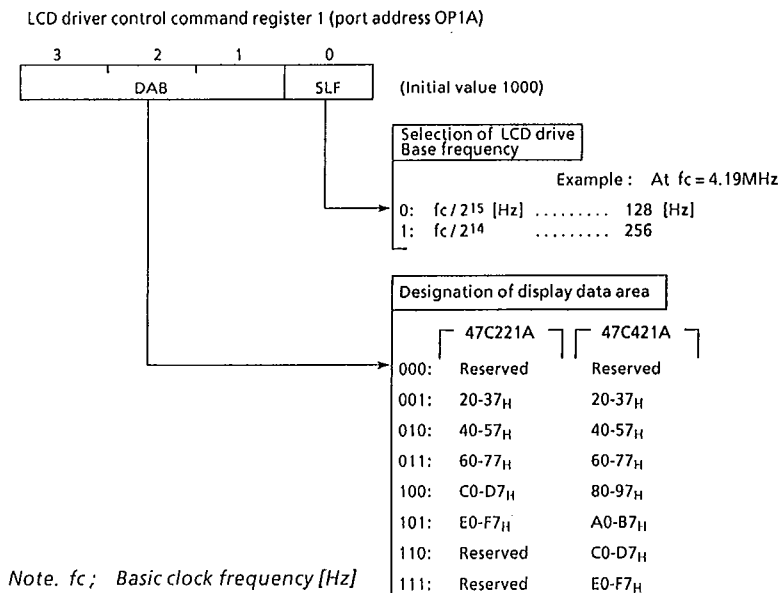 LCD driver control command register 1 (port address OP1A)
3 2 1 0
DAB SLF (Initial value 1000)
Selection of LCD drive
Base frequency
Example : At fc = 4.19MHz
0: fc/2¹⁵ [Hz] ......... 128 [Hz]
1: fc/2¹⁴ ......... 256
Designation of display data area
47C221A 47C421A
000: Reserved Reserved
001: 20-37H 20-37H
010: 40-57H 40-57H
011: 60-77H 60-77H
100: C0-D7H 80-97H
101: E0-F7H A0-B7H
110: Reserved C0-D7H
111: Reserved E0-F7H
Note. fc ; Basic clock frequency [Hz]